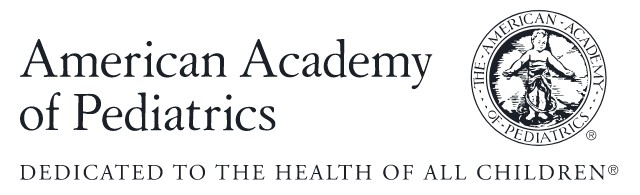 American Academy
of Pediatrics
THE · AMERICAN · ACADEMY · OF · PEDIATRICS ·
®
DEDICATED TO THE HEALTH OF ALL CHILDREN®